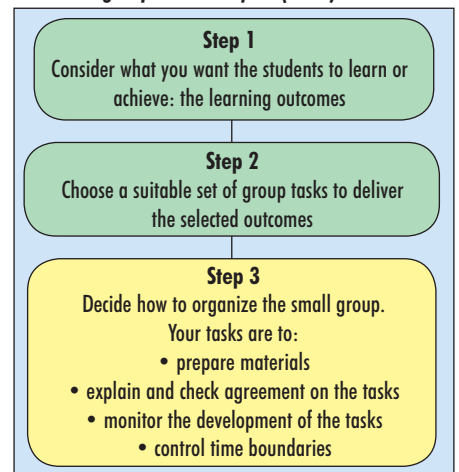 Step 1
Consider what you want the students to learn or
achieve: the learning outcomes
Step 2
Choose a suitable set of group tasks to deliver
the selected outcomes
Step 3
Decide how to organize the small group.
Your tasks are to:
• prepare materials
• explain and check agreement on the tasks
• monitor the development of the tasks
• control time boundaries